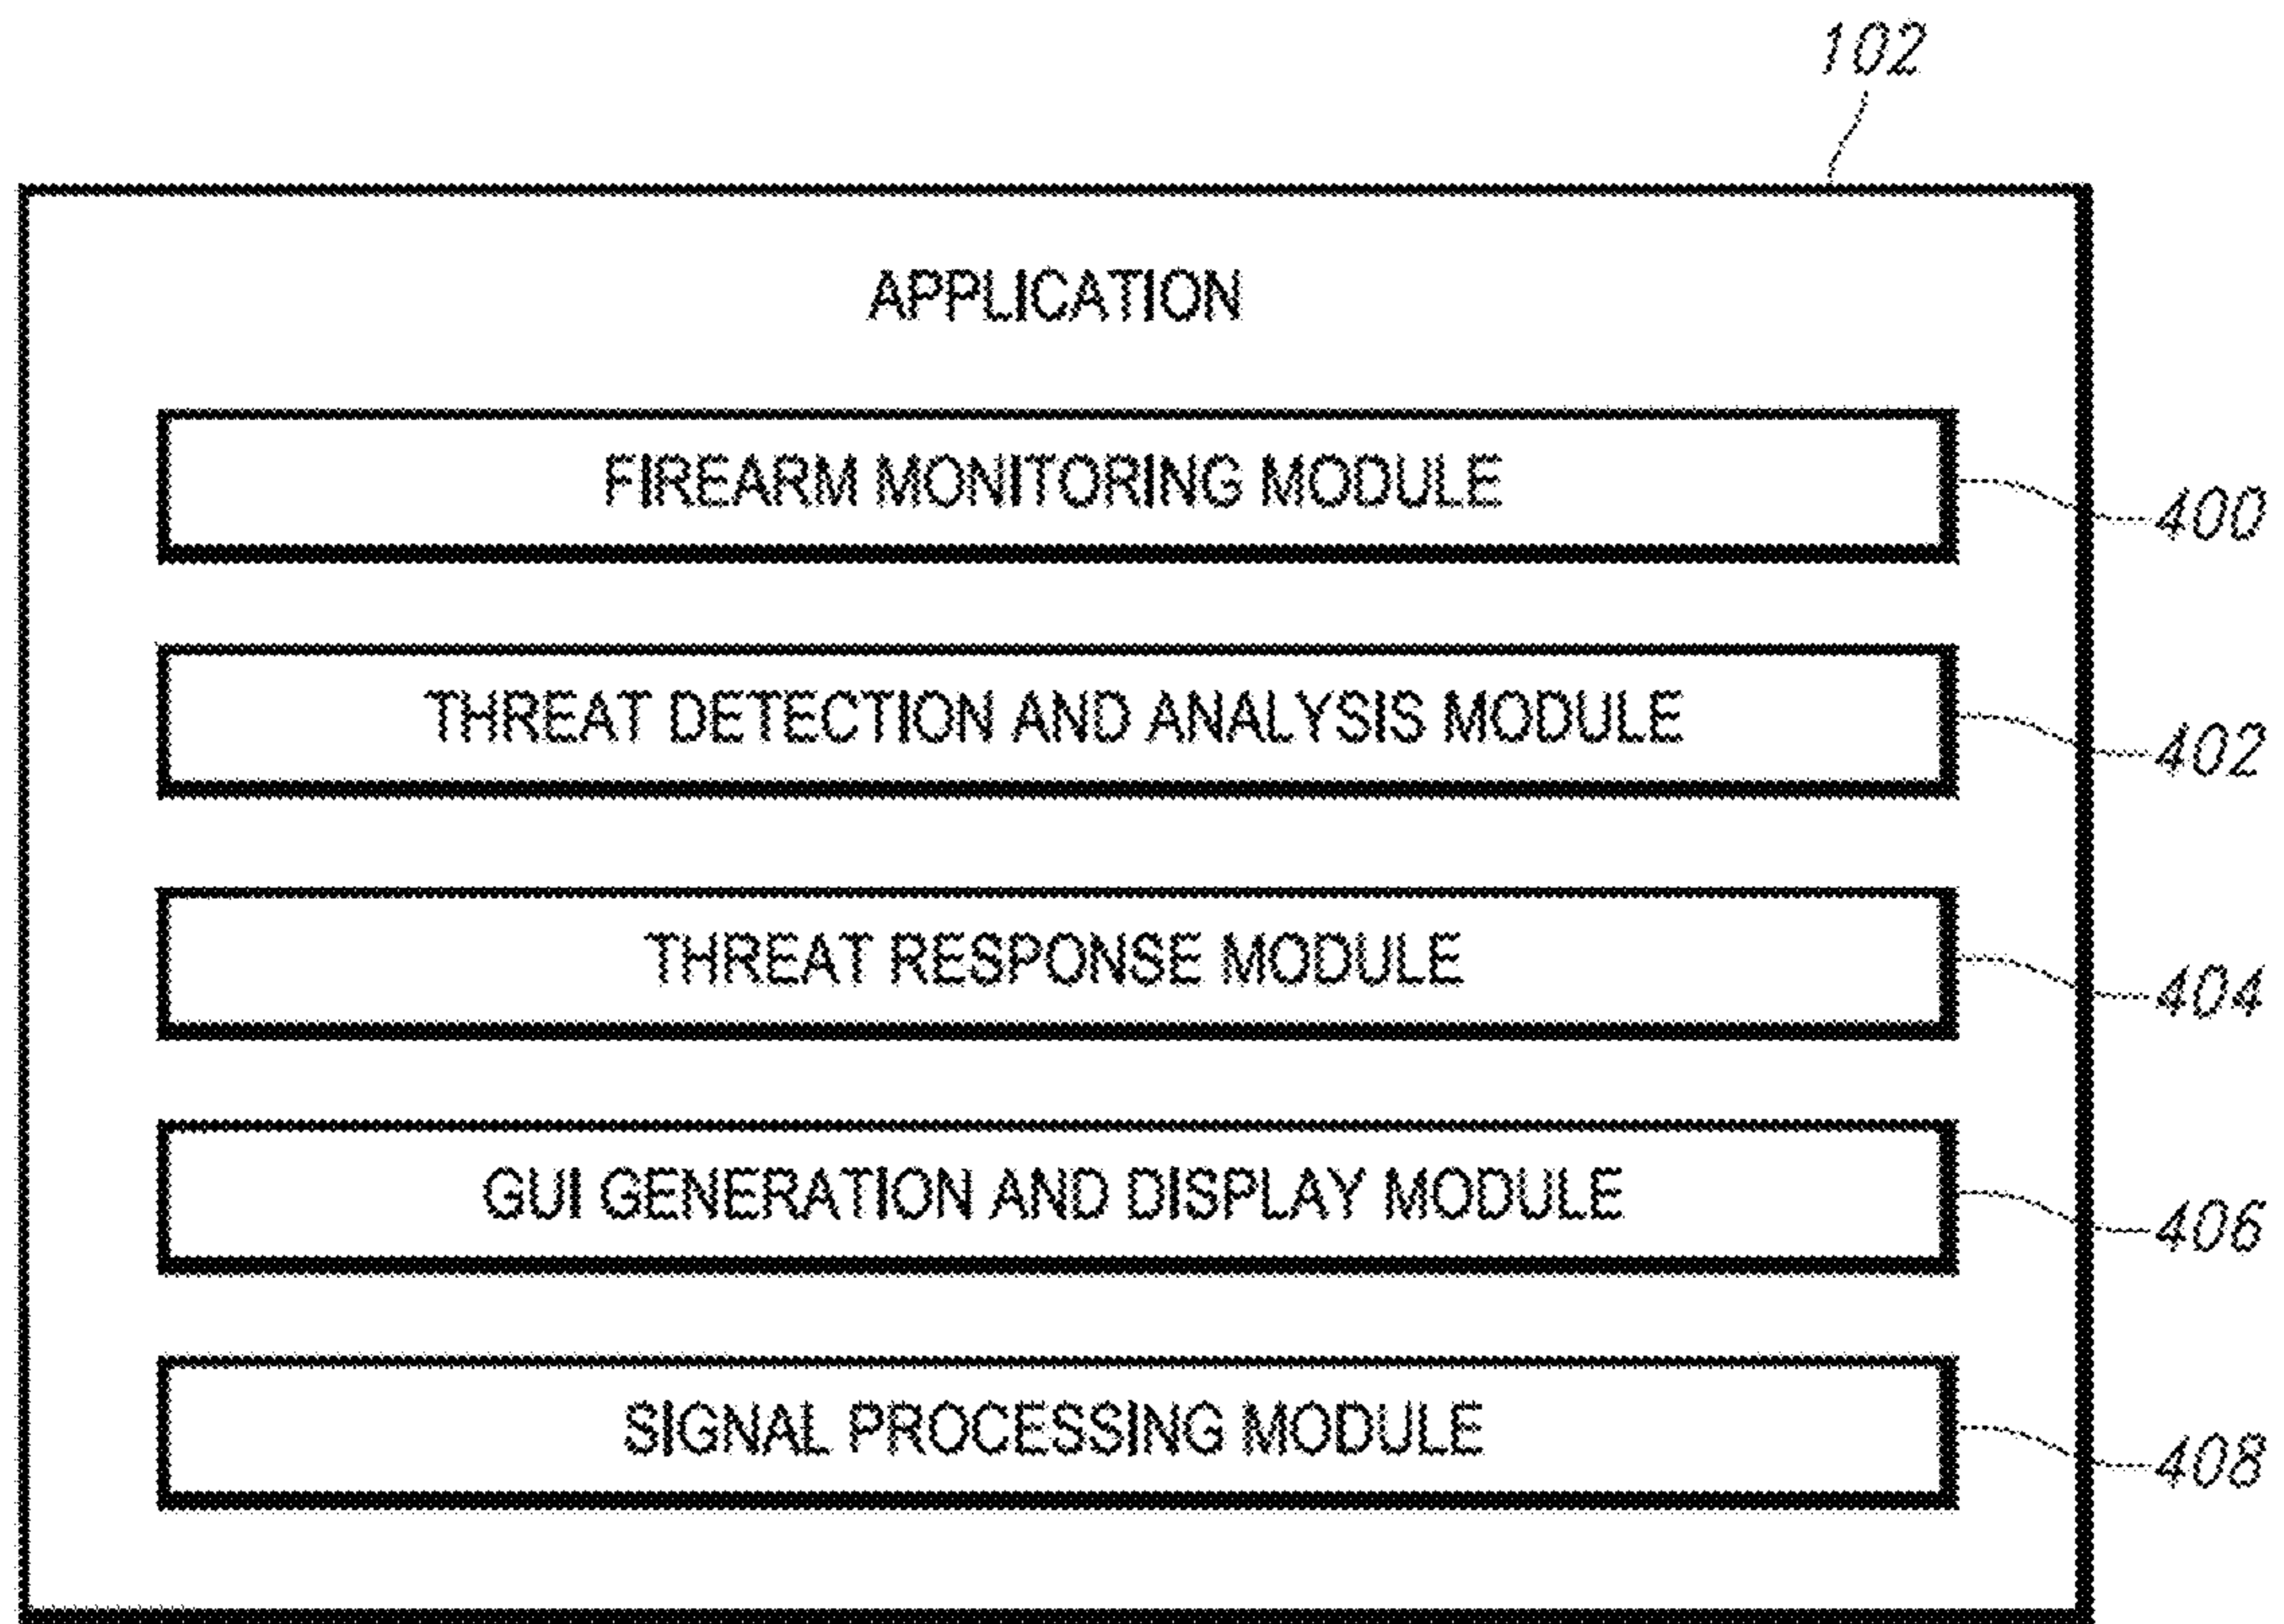 102
APPLICATION
FIREARM MONITORING MODULE
400
THREAT DETECTION AND ANALYSIS MODULE
402
THREAT RESPONSE MODULE
404
GUI GENERATION AND DISPLAY MODULE
406
SIGNAL PROCESSING MODULE
408